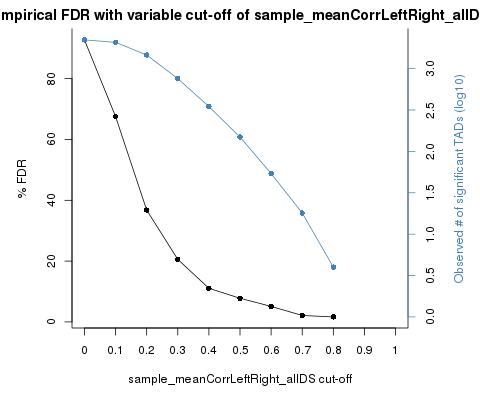 mpirical FDR with variable cut-off of sample_meanCorrLeftRight_allD
80
60
40
20
0
% FDR
3.0
2.5
2.0
1.5
1.0
0.5
0.0
Observed # of significant TADs (log10)
0 0.1 0.2 0.3 0.4 0.5 0.6 0.7 0.8 0.9 1
sample_meanCorrLeftRight_allDS cut-off